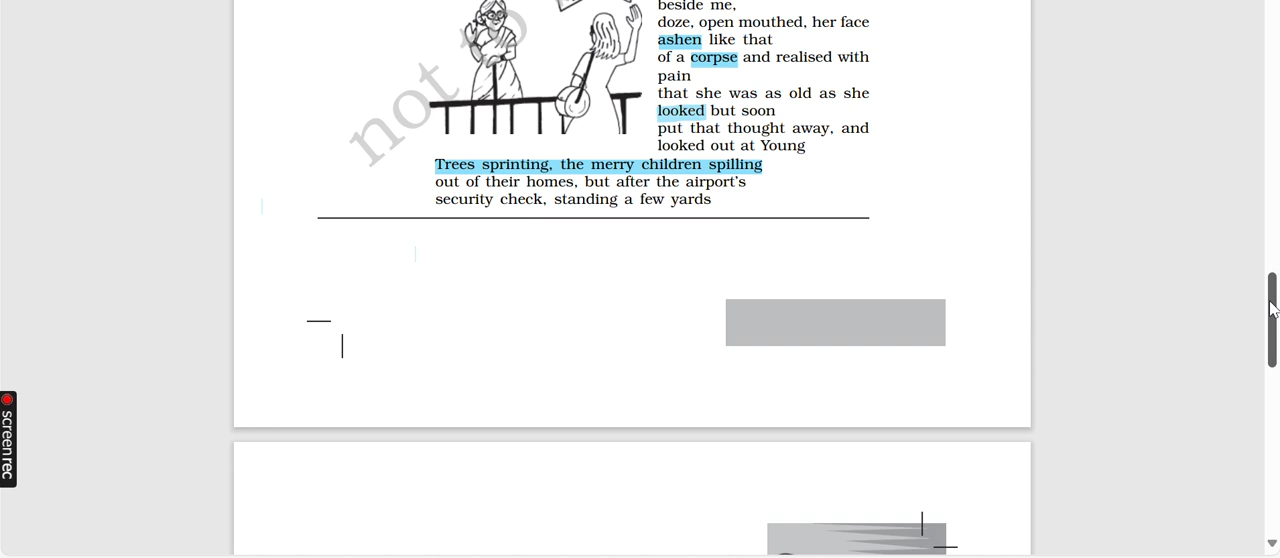 beside me,
doze, open mouthed, her face
ashen like that
of a corpse and realised with
pain
that she was as old as she
looked but soon
put that thought away, and
looked out at Young
Trees sprinting, the merry children spilling
out of their homes, but after the airport's
security check, standing a few yards
not to
screenrec